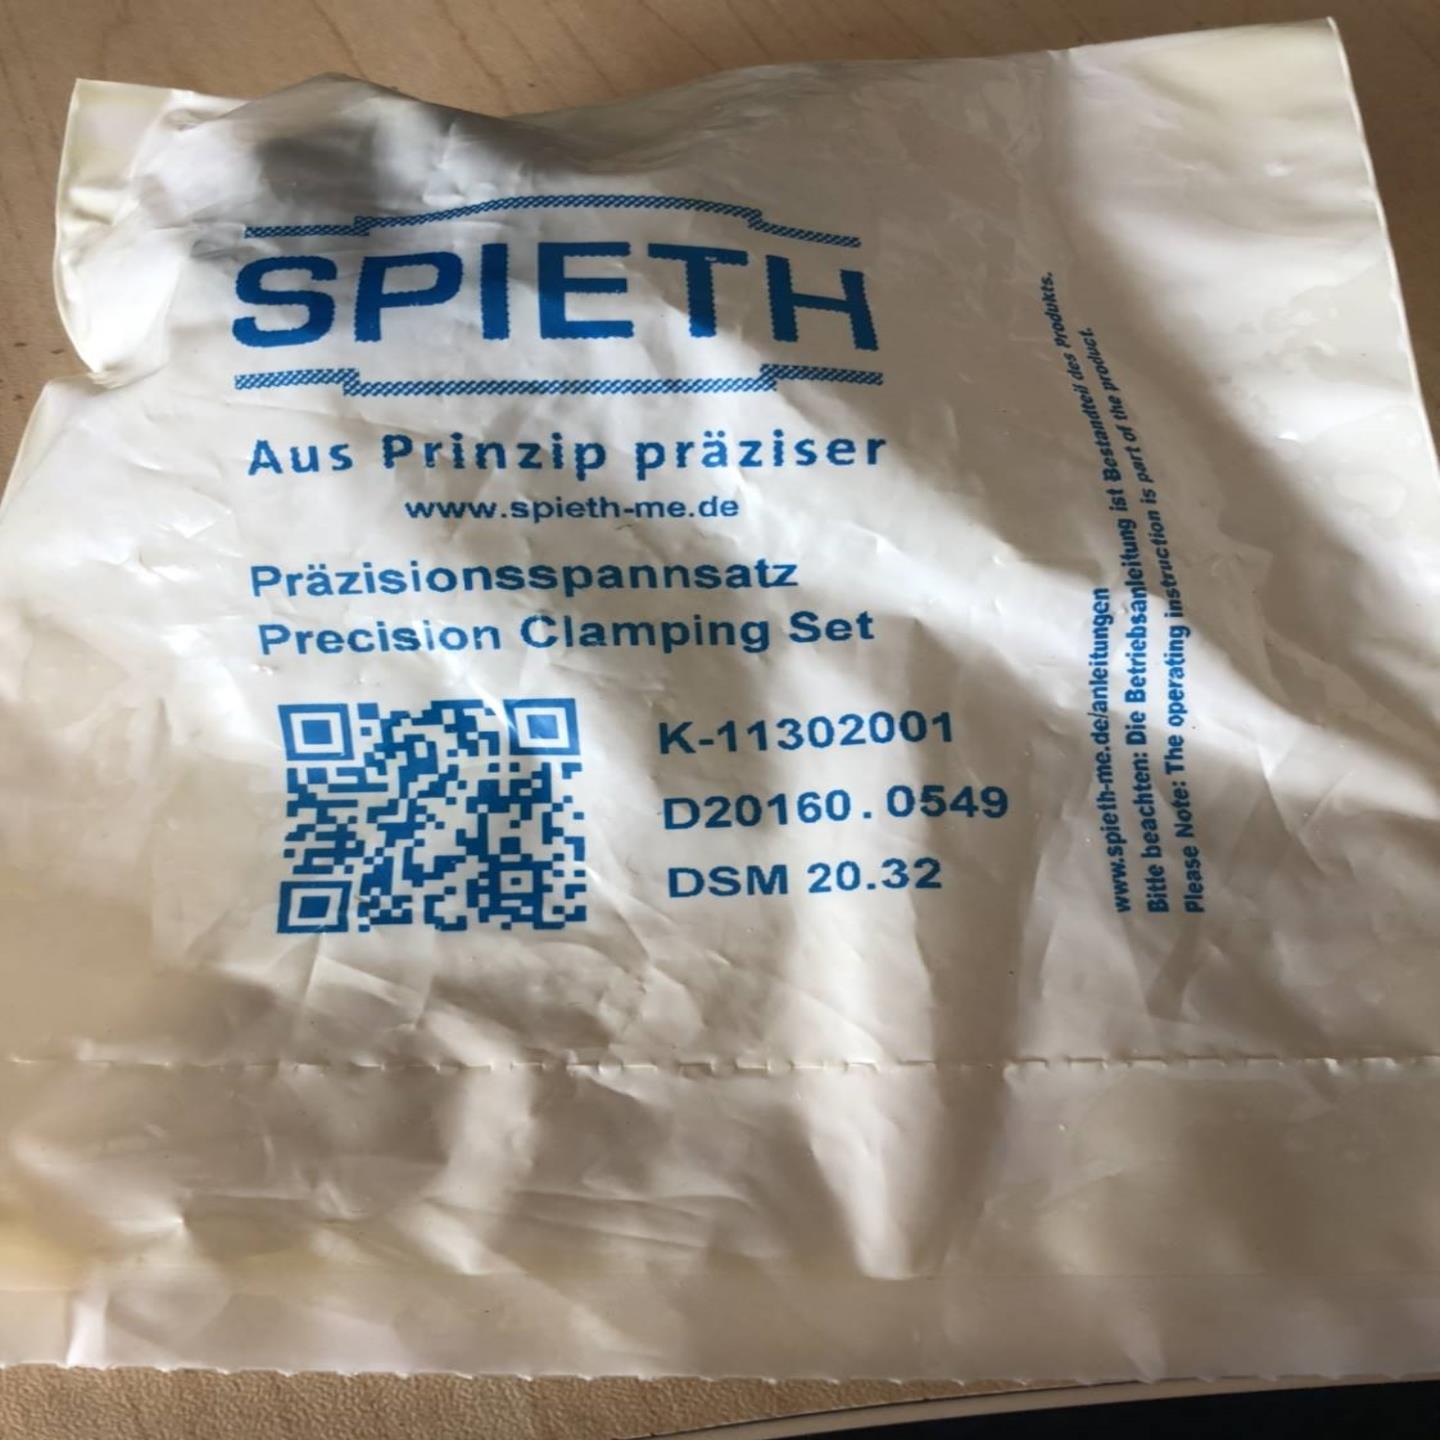 SPIETH
Aus Prinzip präziser
www.spieth-me.de
Präzisionsspannsatz
Precision Clamping Set
K-11302001
D20160.0549
DSM 20.32
www.spieth-me.de/anleitungen
Bitte beachten: Die Betriebsanleitung ist Bestandteil des Produkts.
Please Note: The operating instruction is part of the product.